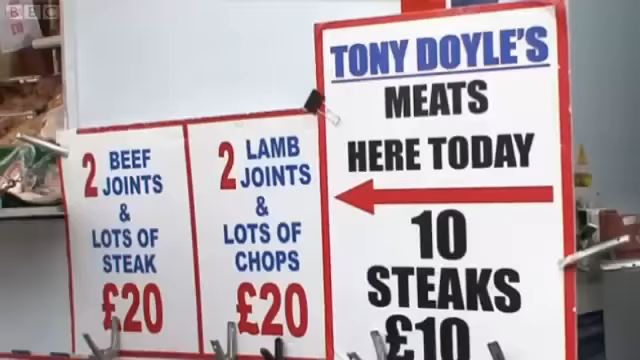 BBC
2 BEEF
JOINTS
&
LOTS OF
STEAK
£20
2 LAMB
JOINTS
&
LOTS OF
CHOPS
£20
TONY DOYLE'S
MEATS
HERE TODAY
10
STEAKS
£10